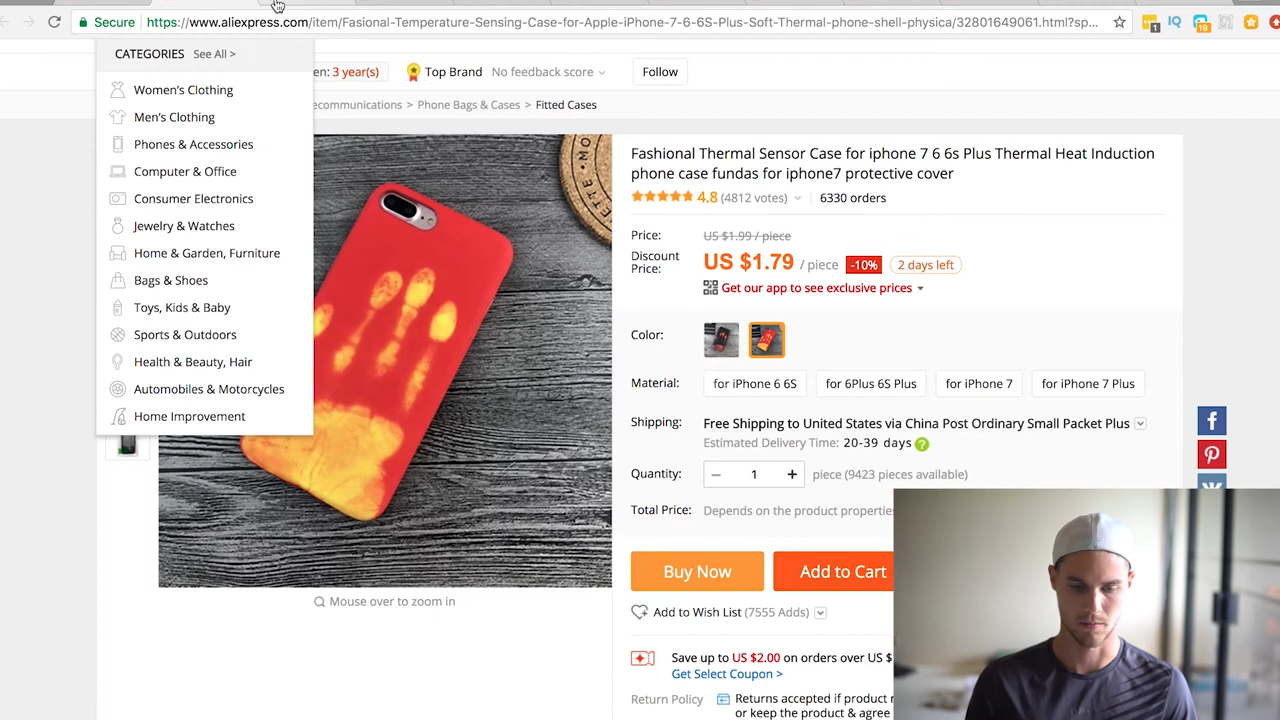 Secure https://www.aliexpress.com/item/Fasional-Temperature-Sensing-Case-for-Apple-iPhone-7-6-6S-Plus-Soft-Thermal-phone-shell-physica/32801649061.html?sp...
1
IQ
19
CATEGORIES See All >
en: 3 year(s) Top Brand No feedback score Follow
ecommunications > Phone Bags & Cases > Fitted Cases
Women's Clothing
Men's Clothing
Phones & Accessories
Computer & Office
Consumer Electronics
Jewelry & Watches
Home & Garden, Furniture
Bags & Shoes
Toys, Kids & Baby
Sports & Outdoors
Health & Beauty, Hair
Automobiles & Motorcycles
Home Improvement
Mouse over to zoom in
Fashional Thermal Sensor Case for iphone 7 6 6s Plus Thermal Heat Induction
phone case fundas for iphone7 protective cover
4.8 (4812 votes) 6330 orders
Price: US $1.99 / piece
Discount Price: US $1.79 / piece -10% 2 days left
Get our app to see exclusive prices
Color:
Material: for iPhone 6 6S for 6Plus 6S Plus for iPhone 7 for iPhone 7 Plus
Shipping: Free Shipping to United States via China Post Ordinary Small Packet Plus
Estimated Delivery Time: 20-39 days ?
Quantity: − 1 + piece (9423 pieces available)
Total Price: Depends on the product properties
Buy Now Add to Cart
Add to Wish List (7555 Adds)
Save up to US $2.00 on orders over US $
Get Select Coupon >
Return Policy Returns accepted if product r
or keep the product & agree